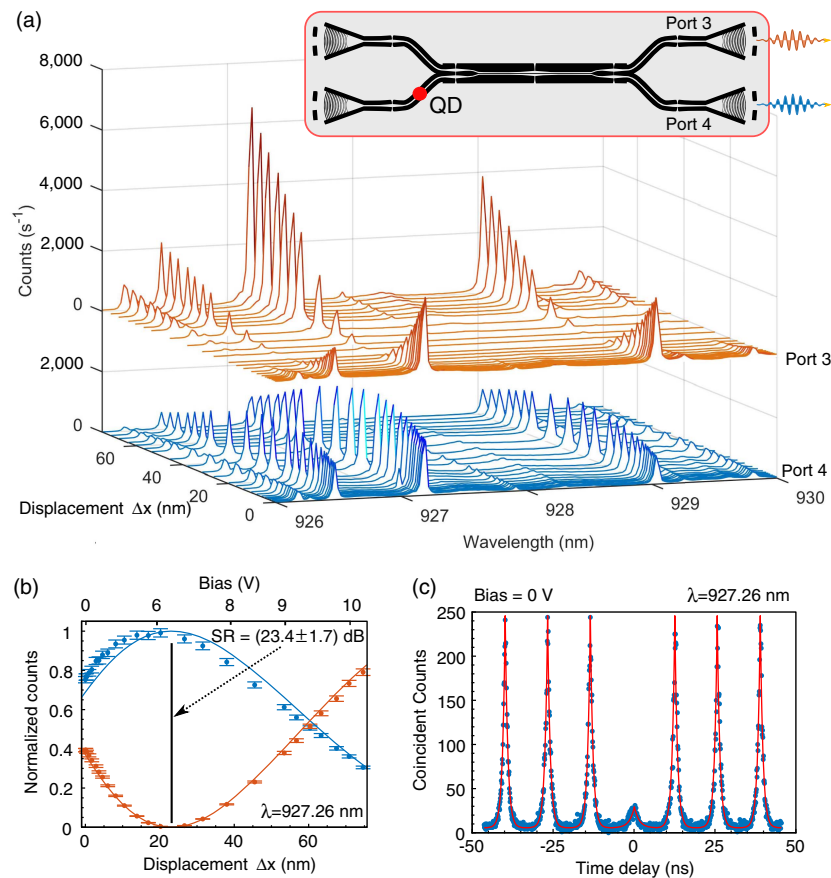 (a)
Port 3
QD
Port 4
8,000
6,000
4,000
2,000
0
2,000
0
Counts (s⁻¹)
Port 3
Port 4
60
40
20
0
Displacement Δx (nm)
926
927
928
929
930
Wavelength (nm)
(b)
Bias (V)
0 6 8 9 10
SR = (23.4±1.7) dB
1
0.8
0.6
0.4
0.2
0
Normalized counts
λ=927.26 nm
0 20 40 60
Displacement Δx (nm)
(c)
Bias = 0 V
λ=927.26 nm
250
200
150
100
50
0
Coincident Counts
-50 -25 0 25 50
Time delay (ns)